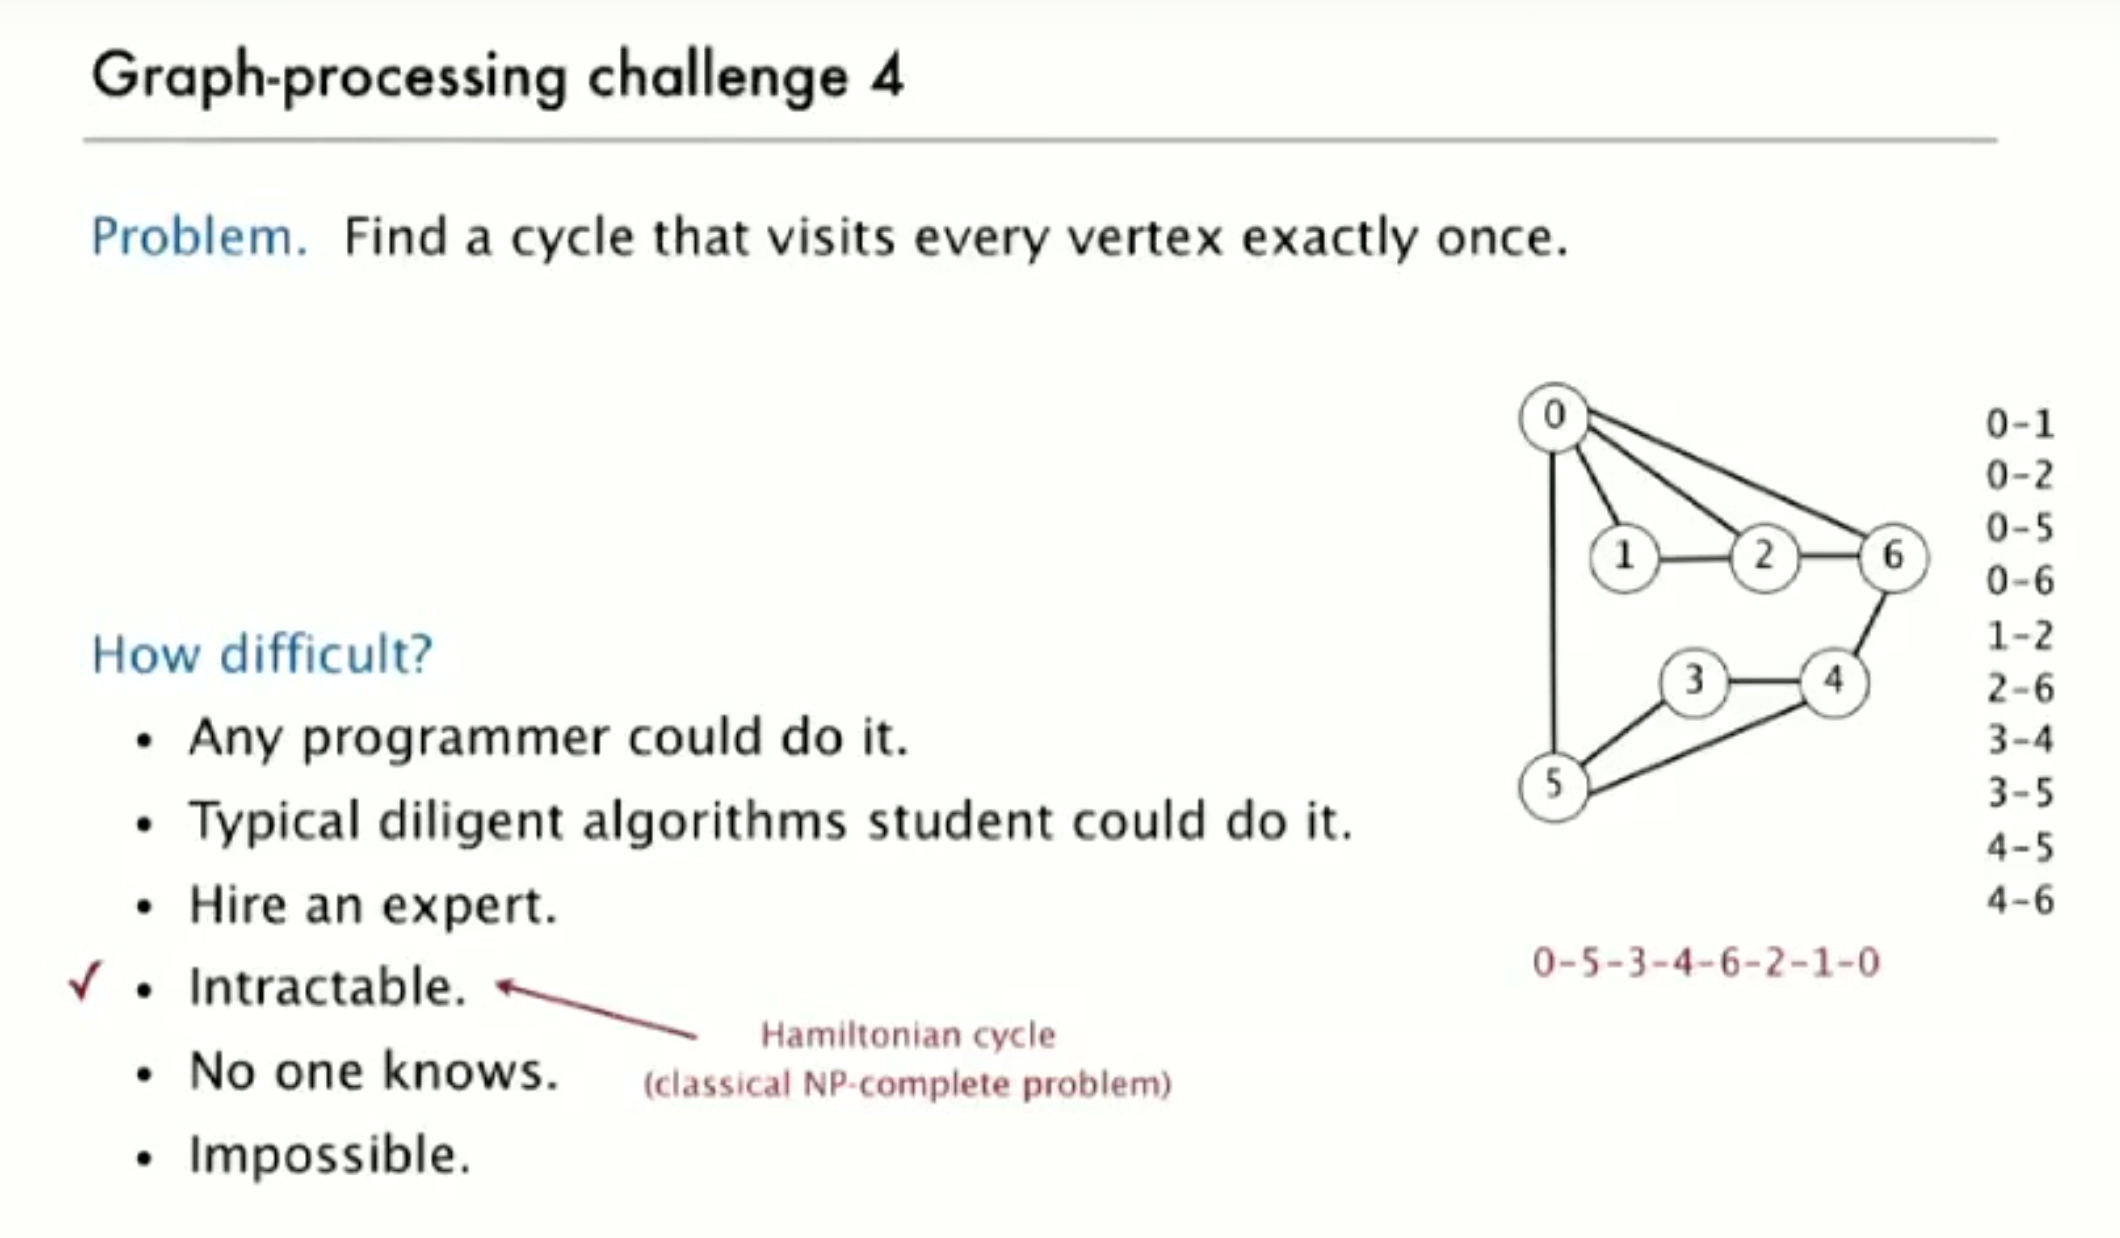 Graph-processing challenge 4
Problem. Find a cycle that visits every vertex exactly once.
0
1
2
6
3
4
5
0-1
0-2
0-5
0-6
1-2
2-6
3-4
3-5
4-5
4-6
0-5-3-4-6-2-1-0
How difficult?
• Any programmer could do it.
• Typical diligent algorithms student could do it.
• Hire an expert.
✓ • Intractable.
Hamiltonian cycle
(classical NP-complete problem)
• No one knows.
• Impossible.